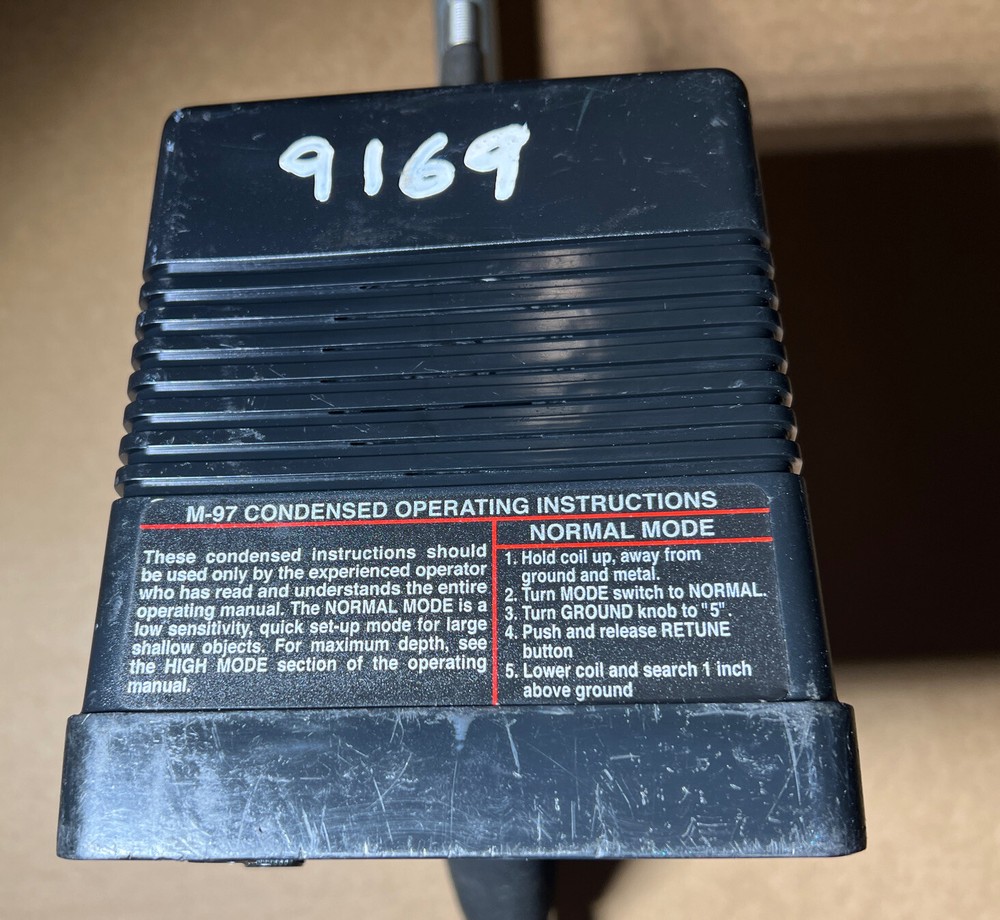 9169
M-97 CONDENSED OPERATING INSTRUCTIONS
These condensed instructions should
be used only by the experienced operator
who has read and understands the entire
operating manual. The NORMAL MODE is a
low sensitivity, quick set-up mode for large
shallow objects. For maximum depth, see
the HIGH MODE section of the operating
manual.
NORMAL MODE
1. Hold coil up, away from
ground and metal.
2. Turn MODE switch to NORMAL.
3. Turn GROUND knob to "5".
4. Push and release RETUNE
button
5. Lower coil and search 1 inch
above ground